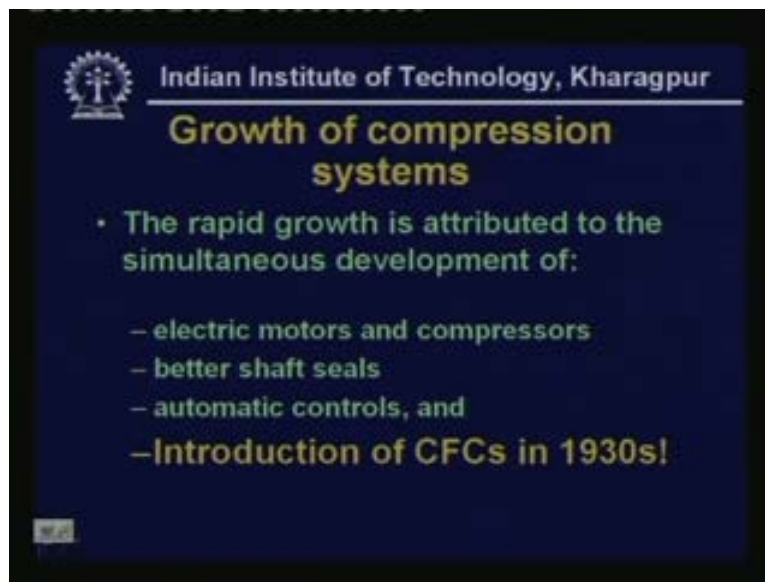 Indian Institute of Technology, Kharagpur
Growth of compression
systems
• The rapid growth is attributed to the
simultaneous development of:
– electric motors and compressors
– better shaft seals
– automatic controls, and
–Introduction of CFCs in 1930s!